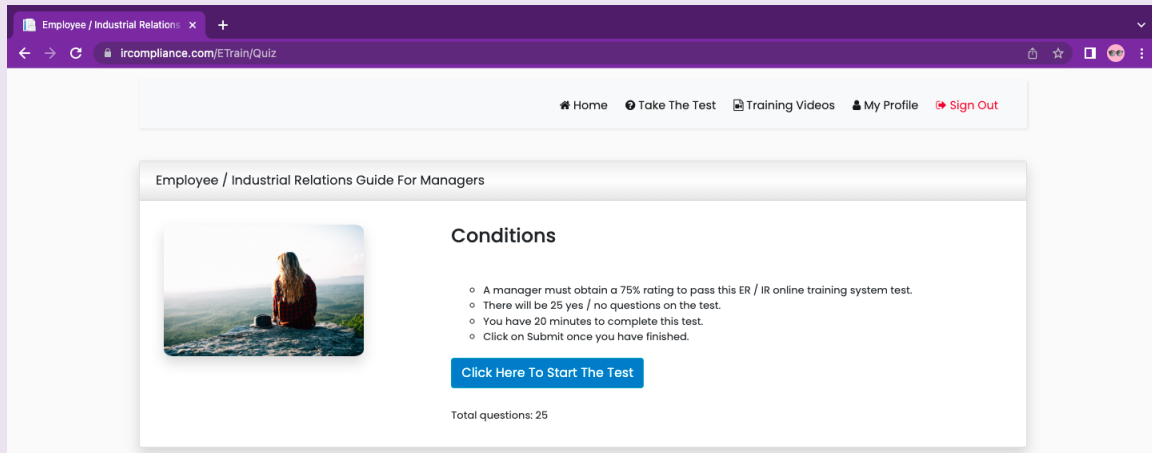 Employee / Industrial Relations
ircompliance.com/ETrain/Quiz
Home Take The Test Training Videos My Profile Sign Out
Employee / Industrial Relations Guide For Managers
Conditions
A manager must obtain a 75% rating to pass this ER / IR online training system test.
There will be 25 yes / no questions on the test.
You have 20 minutes to complete this test.
Click on Submit once you have finished.
Click Here To Start The Test
Total questions: 25